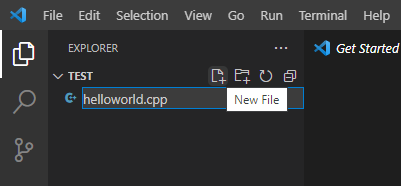 File Edit Selection View Go Run Terminal Help
EXPLORER
Get Started
TEST
helloworld.cpp
New File